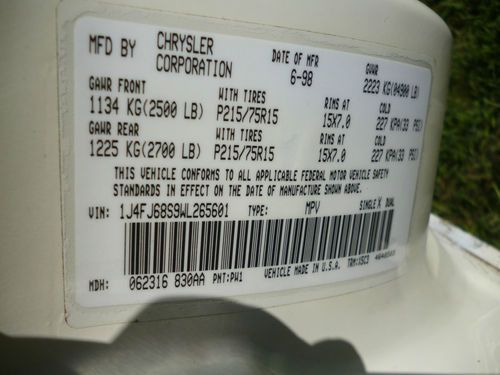 MFD BY CHRYSLER CORPORATION DATE OF MFR 6-98 GVWR 2223 KG(04900 LB)
GAWR FRONT WITH TIRES RIMS AT COLD
1134 KG(2500 LB) P215/75R15 15X7.0 227 KPA(33 PSI)
GAWR REAR WITH TIRES RIMS AT COLD
1225 KG(2700 LB) P215/75R15 15X7.0 227 KPA(33 PSI)
THIS VEHICLE CONFORMS TO ALL APPLICABLE FEDERAL MOTOR VEHICLE SAFETY
STANDARDS IN EFFECT ON THE DATE OF MANUFACTURE SHOWN ABOVE.
VIN: 1J4FJ68S9WL265601 TYPE: MPV SINGLE X DUAL
MDH: 062316 830AA PNT:PW1 VEHICLE MADE IN U.S.A. TRM:X5C3